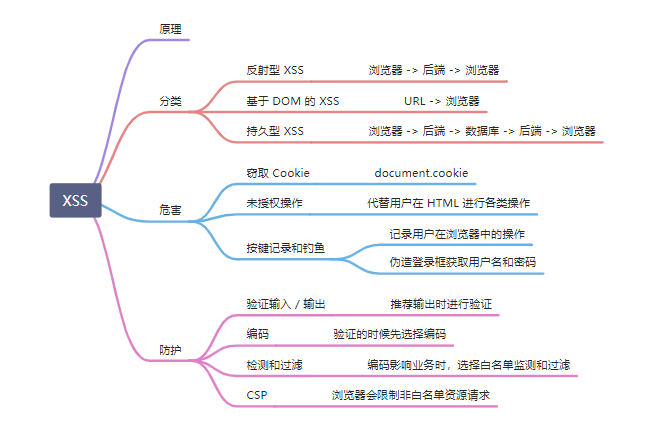 XSS
原理
分类
反射型 XSS
浏览器 -> 后端 -> 浏览器
基于 DOM 的 XSS
URL -> 浏览器
持久型 XSS
浏览器 -> 后端 -> 数据库 -> 后端 -> 浏览器
危害
窃取 Cookie
document.cookie
未授权操作
代替用户在 HTML 进行各类操作
按键记录和钓鱼
记录用户在浏览器中的操作
伪造登录框获取用户名和密码
防护
验证输入 / 输出
推荐输出时进行验证
编码
验证的时候先选择编码
检测和过滤
编码影响业务时，选择白名单监测和过滤
CSP
浏览器会限制非白名单资源请求